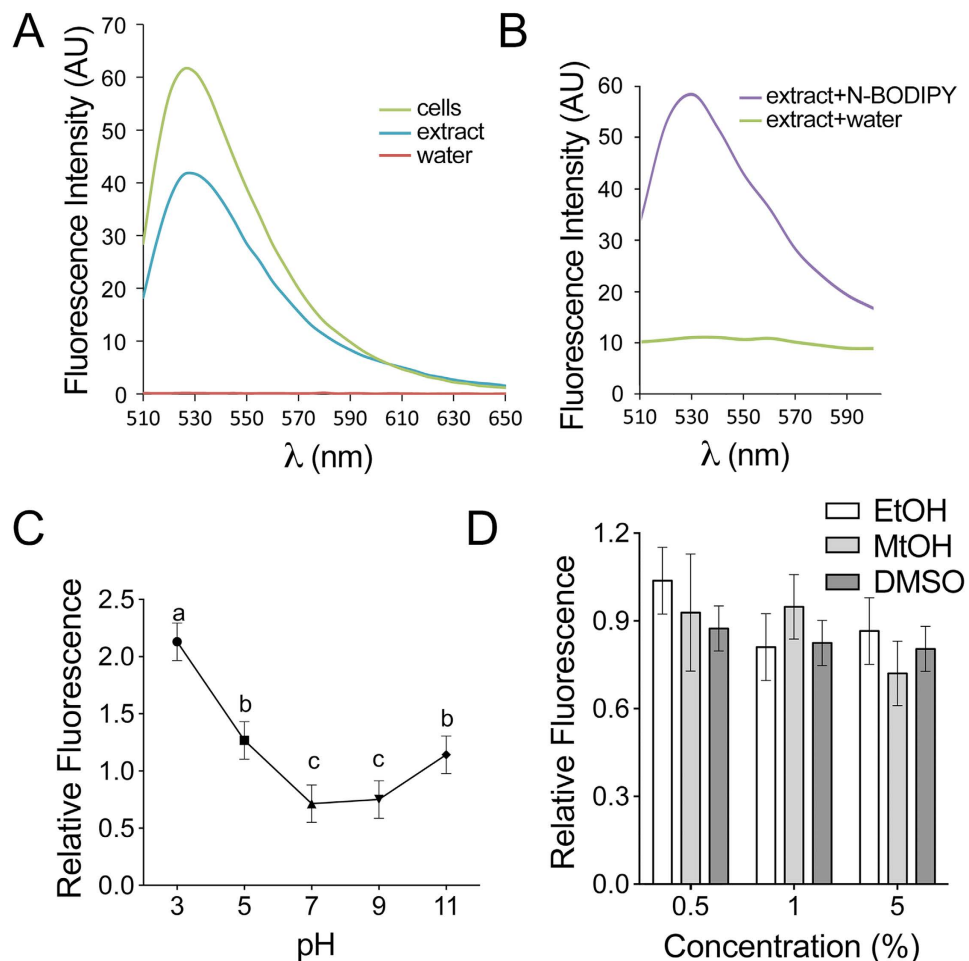 A
Fluorescence Intensity (AU)
70
60
50
40
30
20
10
0
510 530 550 570 590 610 630 650
λ (nm)
cells
extract
water
B
Fluorescence Intensity (AU)
60
50
40
30
20
10
0
510 530 550 570 590
λ (nm)
extract+N-BODIPY
extract+water
C
Relative Fluorescence
2.5
2.0
1.5
1.0
0.5
0.0
a
b
c
c
b
3 5 7 9 11
pH
D
Relative Fluorescence
1.2
0.9
0.6
0.3
0.0
EtOH
MtOH
DMSO
0.5 1 5
Concentration (%)